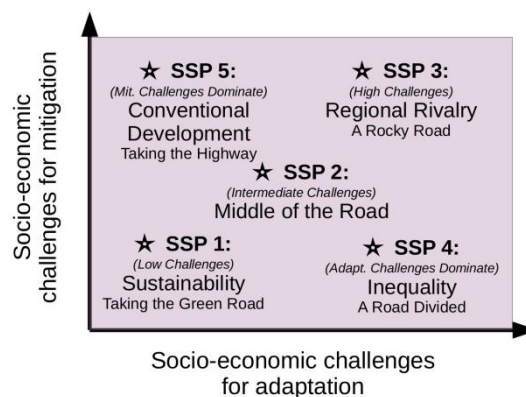 Socio-economic
challenges for mitigation
SSP 5:
(Mit. Challenges Dominate)
Conventional
Development
Taking the Highway
SSP 3:
(High Challenges)
Regional Rivalry
A Rocky Road
SSP 2:
(Intermediate Challenges)
Middle of the Road
SSP 1:
(Low Challenges)
Sustainability
Taking the Green Road
SSP 4:
(Adapt. Challenges Dominate)
Inequality
A Road Divided
Socio-economic challenges
for adaptation